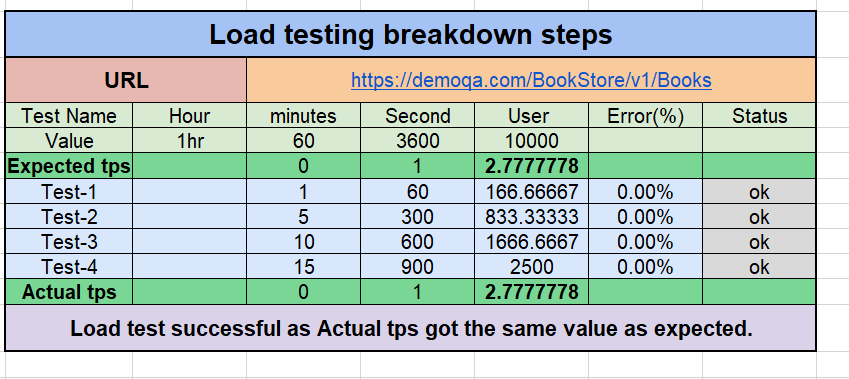 Load testing breakdown steps
URL https://demoqa.com/BookStore/v1/Books
Test Name Hour minutes Second User Error(%) Status
Value 1hr 60 3600 10000
Expected tps 0 1 2.7777778
Test-1 1 60 166.66667 0.00% ok
Test-2 5 300 833.33333 0.00% ok
Test-3 10 600 1666.6667 0.00% ok
Test-4 15 900 2500 0.00% ok
Actual tps 0 1 2.7777778
Load test successful as Actual tps got the same value as expected.